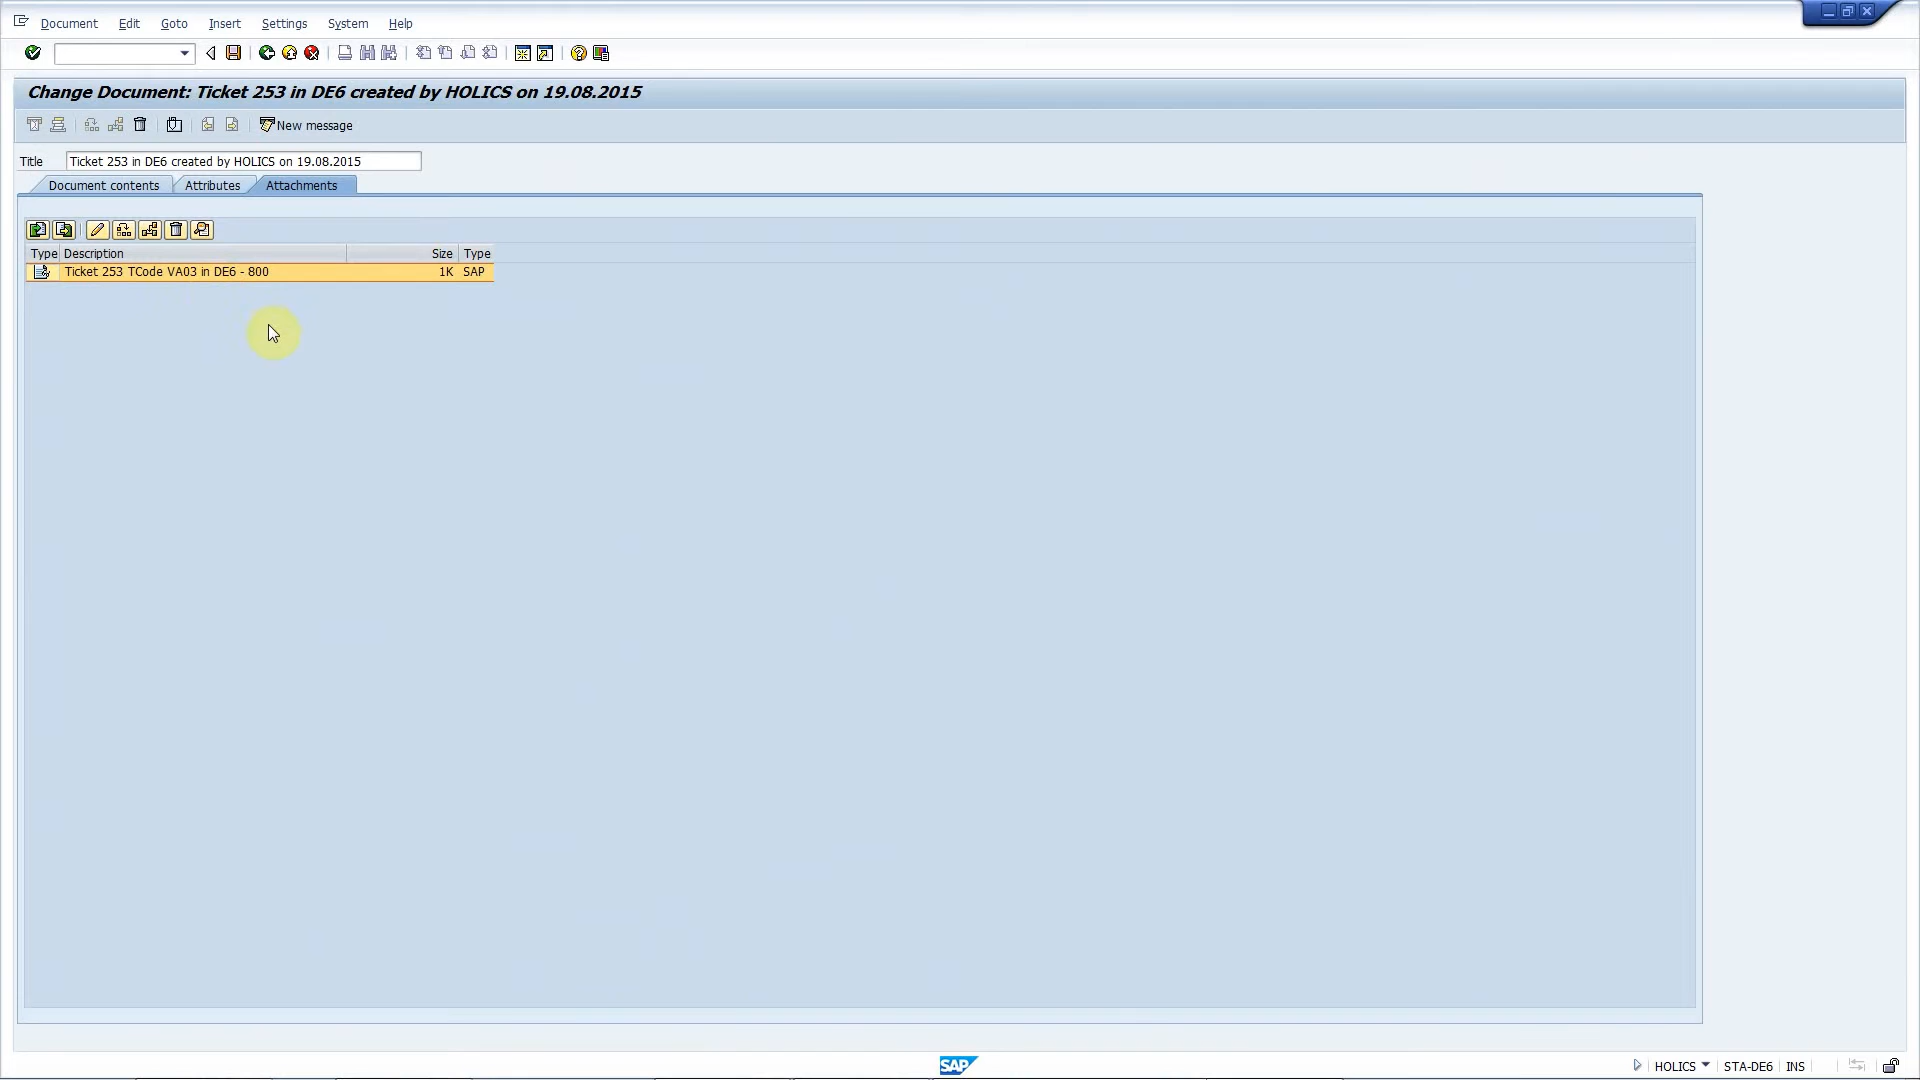 Document Edit Goto Insert Settings System Help
Change Document: Ticket 253 in DE6 created by HOLICS on 19.08.2015
New message
Title Ticket 253 in DE6 created by HOLICS on 19.08.2015
Document contents Attributes Attachments
Type Description Size Type
Ticket 253 TCode VA03 in DE6 - 800 1K SAP
SAP HOLICS STA-DE6 INS